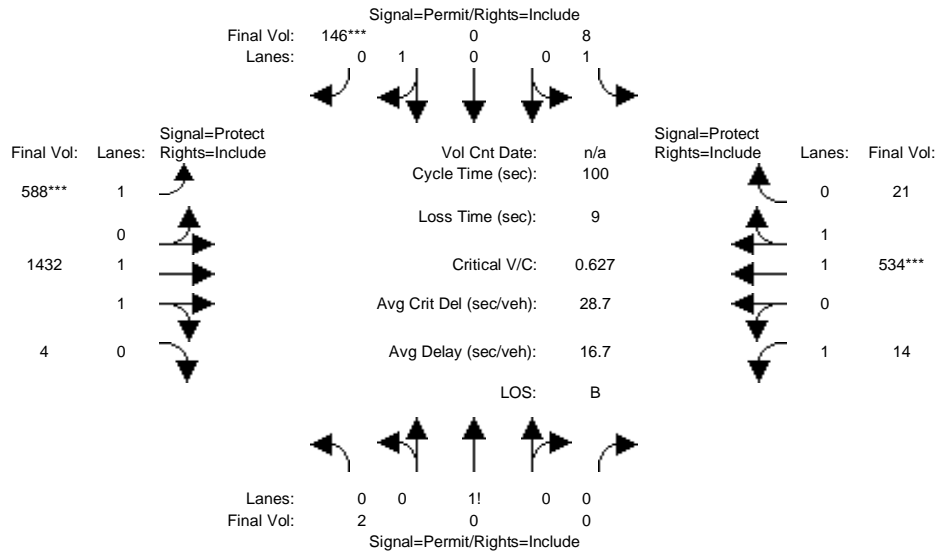 Signal=Permit/Rights=Include
Final Vol: 146*** 0 8
Lanes: 0 1 0 0 1
Signal=Protect
Final Vol: Lanes: Rights=Include
Vol Cnt Date: n/a
Signal=Protect
Rights=Include Lanes: Final Vol:
Cycle Time (sec): 100
588*** 1
0 21
Loss Time (sec): 9
0
1
1432 1
Critical V/C: 0.627
1 534***
1
Avg Crit Del (sec/veh): 28.7
0
4 0
Avg Delay (sec/veh): 16.7
1 14
LOS: B
Lanes: 0 0 1! 0 0
Final Vol: 2 0 0
Signal=Permit/Rights=Include